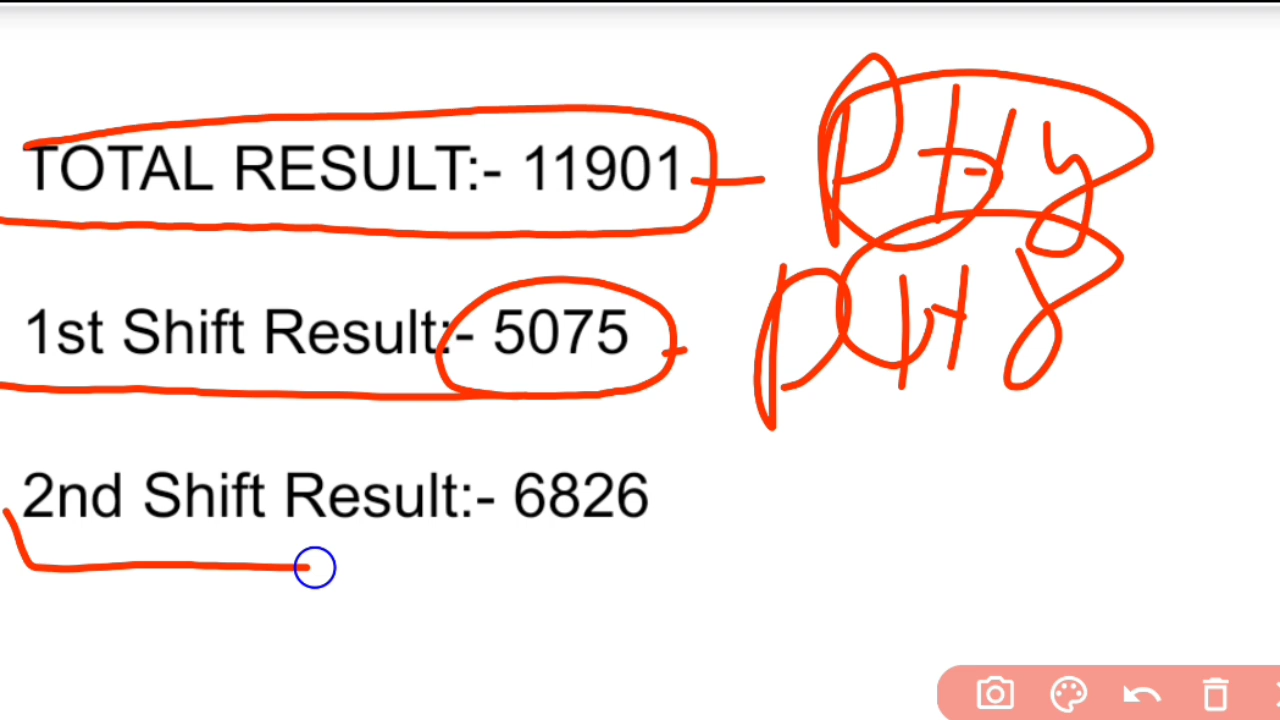 TOTAL RESULT:- 11901
1st Shift Result:- 5075
2nd Shift Result:- 6826